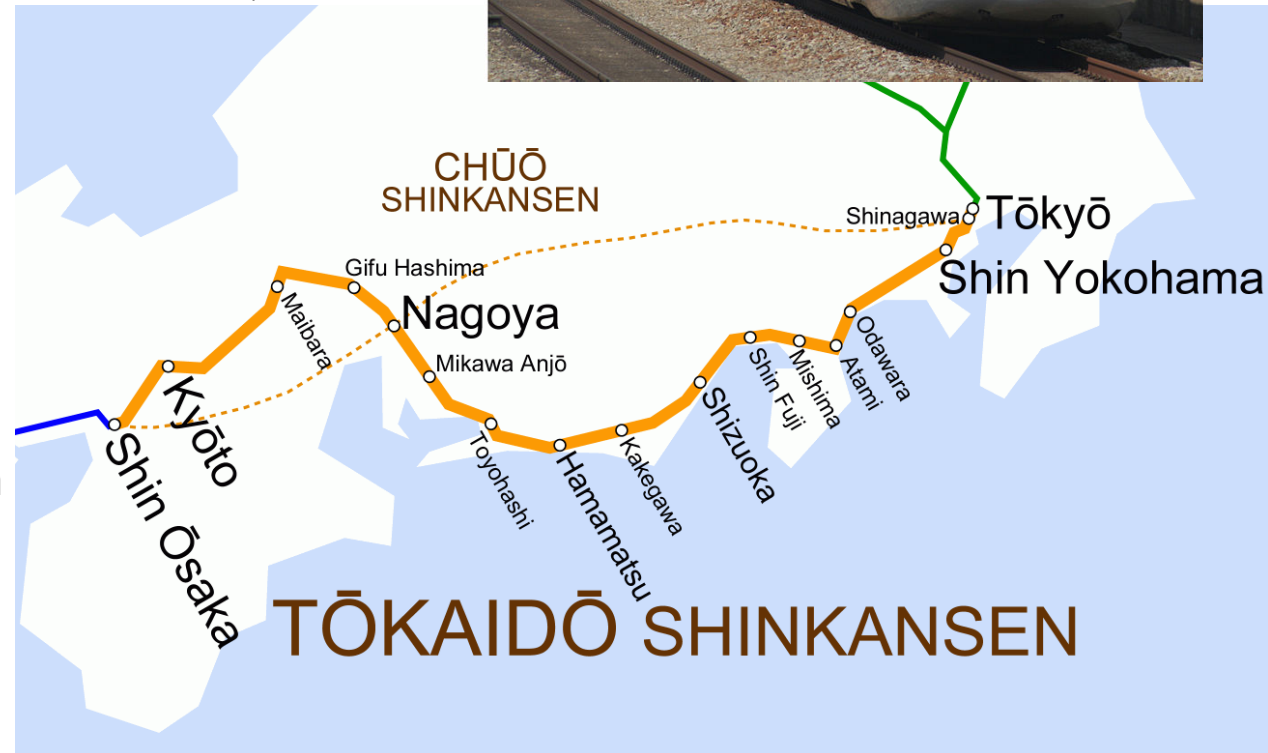 CHŪŌ
SHINKANSEN
Shinagawa
Tōkyō
Shin Yokohama
Gifu Hashima
Maibara
Nagoya
Mikawa Anjō
Kyōto
Shin Ōsaka
Toyohashi
Hamamatsu
Kakegawa
Shizuoka
Shin Fuji
Mishima
Atami
Odawara
TŌKAIDŌ SHINKANSEN